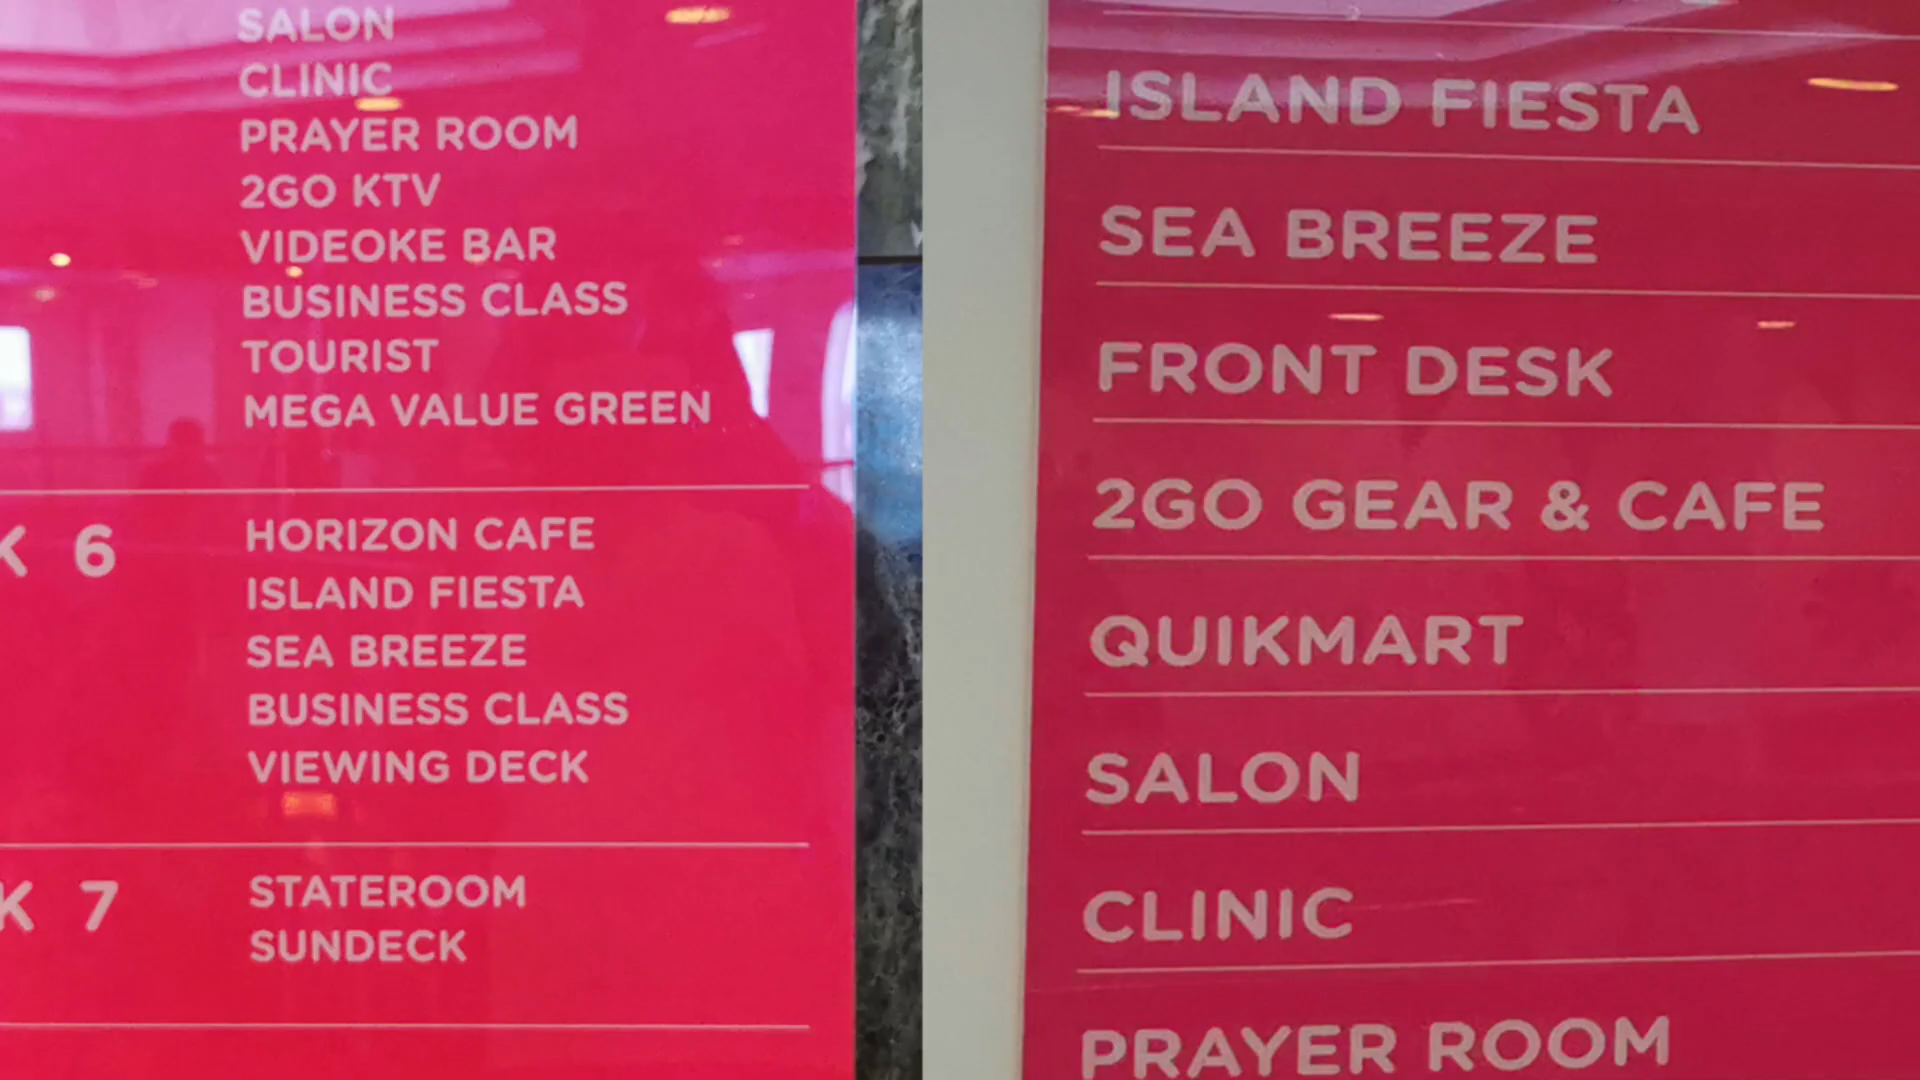 SALON
CLINIC
PRAYER ROOM
2GO KTV
VIDEOKE BAR
BUSINESS CLASS
TOURIST
MEGA VALUE GREEN
K 6
HORIZON CAFE
ISLAND FIESTA
SEA BREEZE
BUSINESS CLASS
VIEWING DECK
K 7
STATEROOM
SUNDECK
ISLAND FIESTA
SEA BREEZE
FRONT DESK
2GO GEAR & CAFE
QUIKMART
SALON
CLINIC
PRAYER ROOM